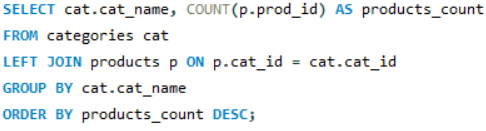 SELECT cat.cat_name, COUNT(p.prod_id) AS products_count
FROM categories cat
LEFT JOIN products p ON p.cat_id = cat.cat_id
GROUP BY cat.cat_name
ORDER BY products_count DESC;